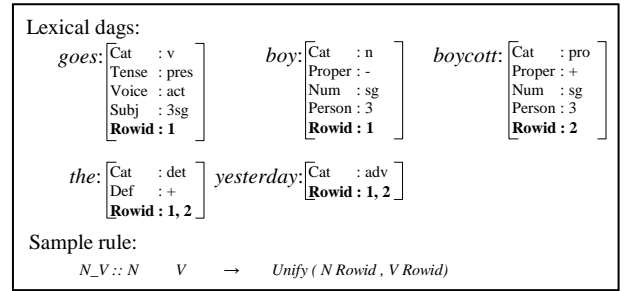 Lexical dags:
goes: Cat : v
Tense : pres
Voice : act
Subj : 3sg
Rowid : 1
boy: Cat : n
Proper : -
Num : sg
Person : 3
Rowid : 1
boycott: Cat : pro
Proper : +
Num : sg
Person : 3
Rowid : 2
the: Cat : det
Def : +
Rowid : 1, 2
yesterday: Cat : adv
Rowid : 1, 2
Sample rule:
N_V :: N V → Unify ( N Rowid , V Rowid)